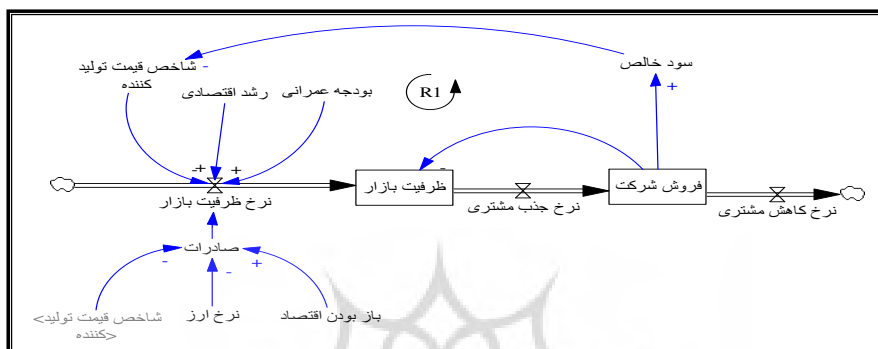 سود خالص
شاخص قیمت تولید -
کننده
+
رشد اقتصادی
بودجه عمرانی
R1
-
+
+
-
ظرفیت بازار
فروش شرکت
نرخ ظرفیت بازار
نرخ جذب مشتری
نرخ کاهش مشتری
صادرات
-
-
+
<شاخص قیمت تولید
کننده>
نرخ ارز
باز بودن اقتصاد